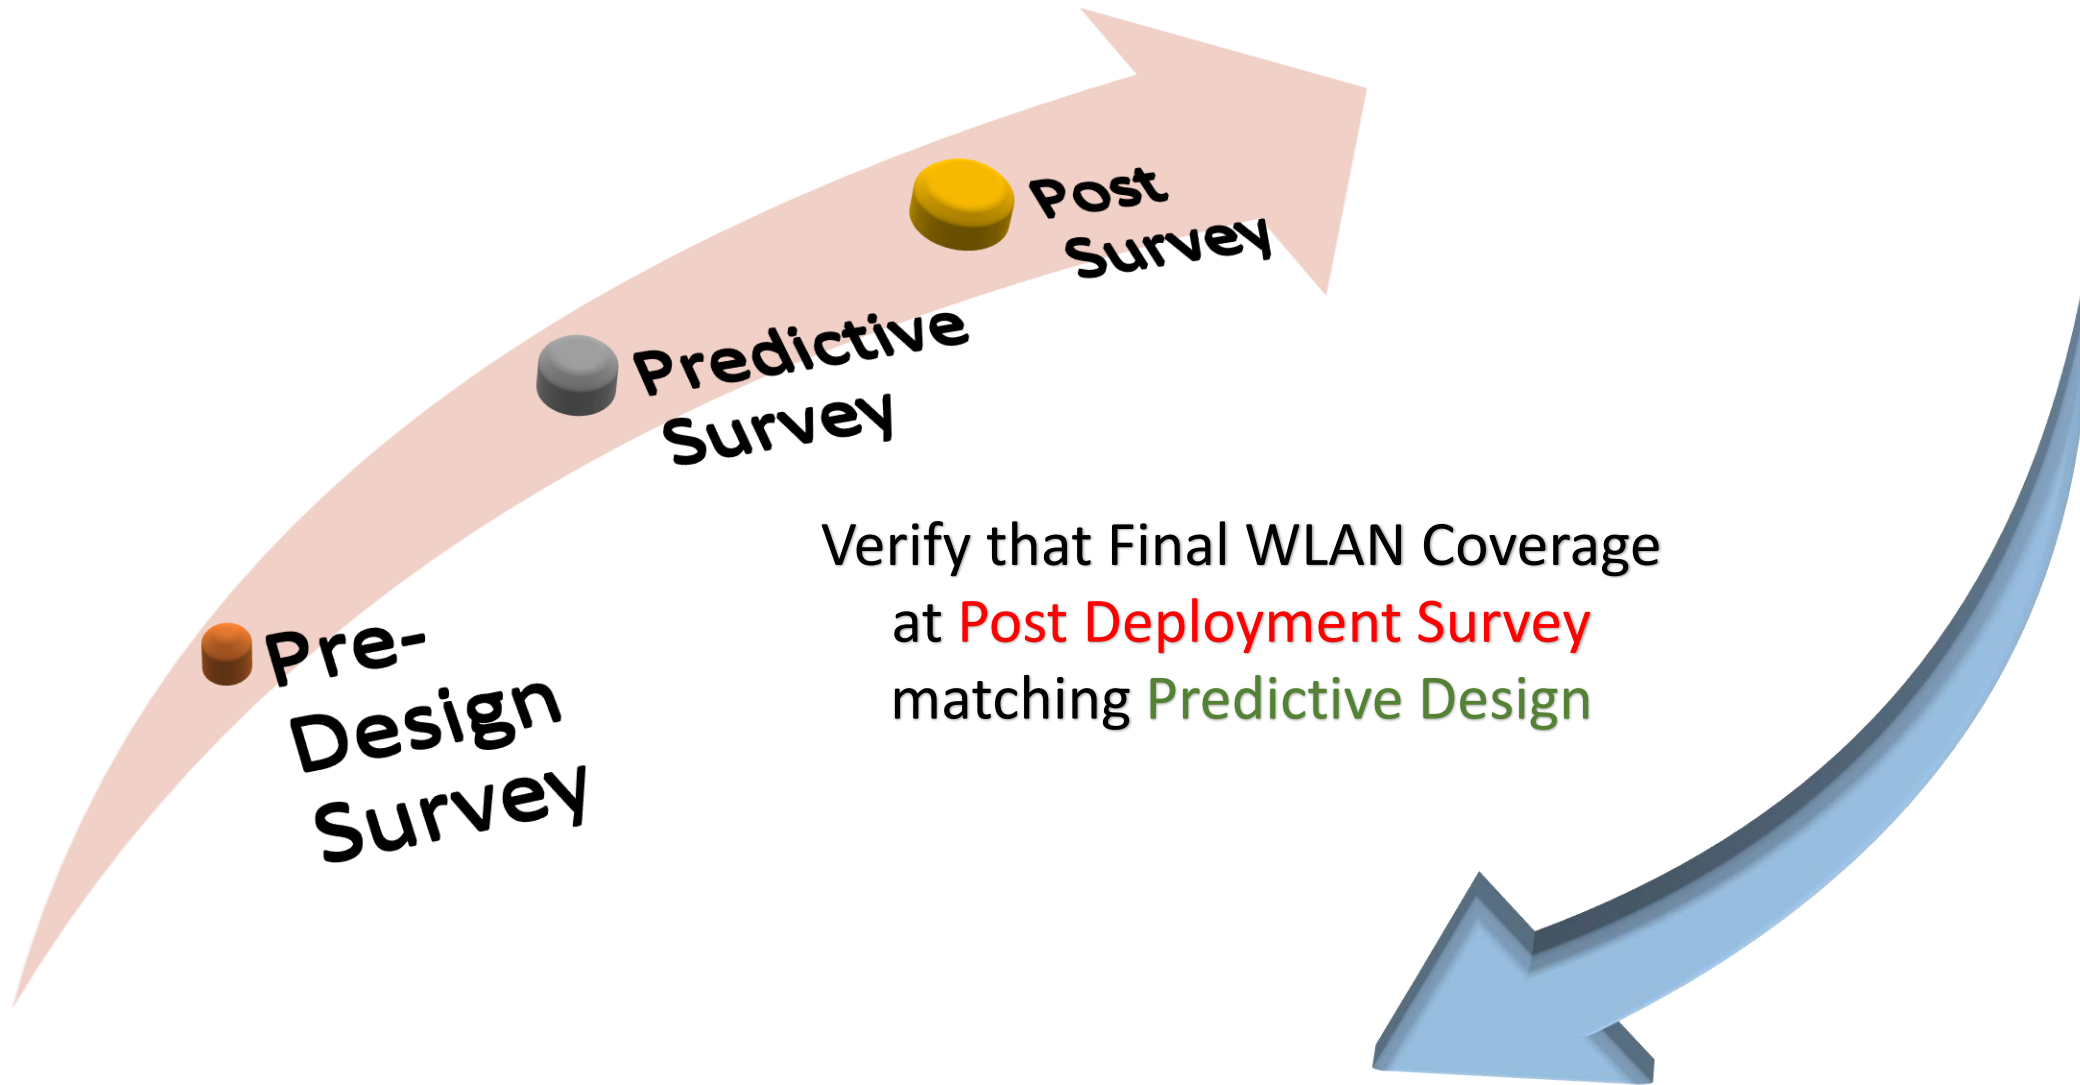 Post
Survey
Predictive
Survey
Pre-
Design
Survey
Verify that Final WLAN Coverage
at Post Deployment Survey
matching Predictive Design